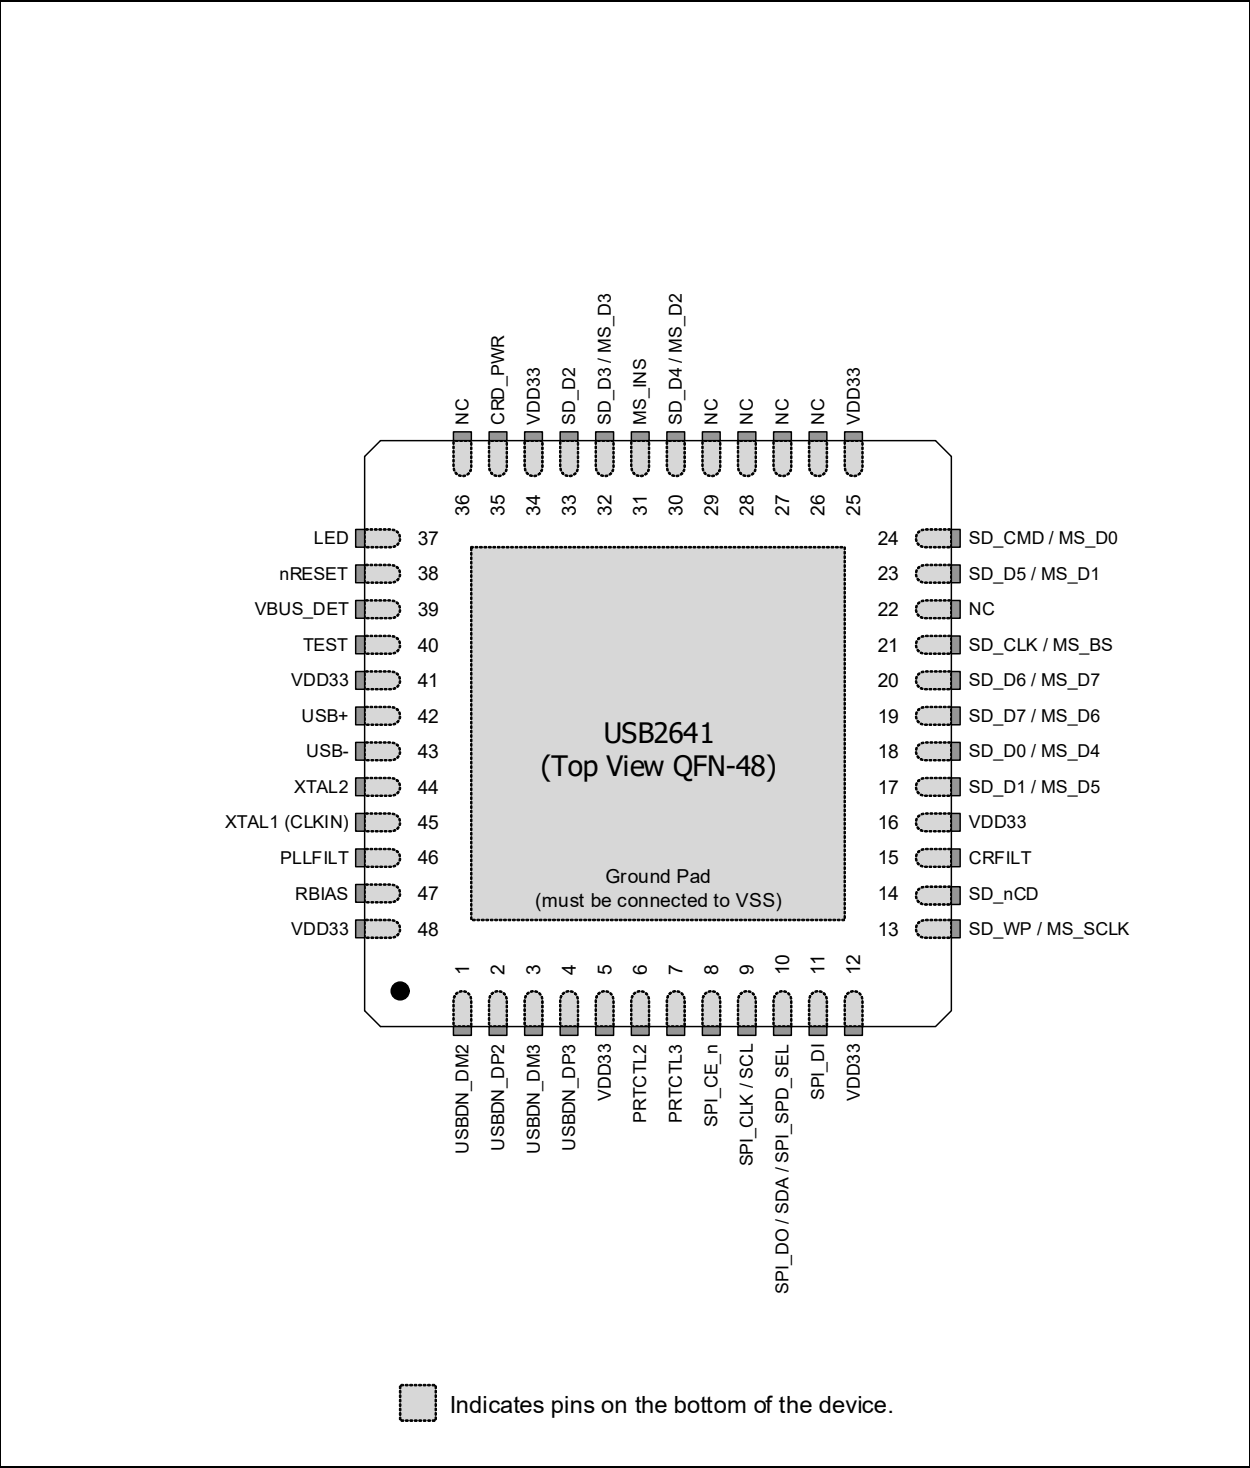 NC
CRD_PWR
VDD33
SD_D2
SD_D3 / MS_D3
MS_INS
SD_D4 / MS_D2
NC
NC
NC
NC
VDD33
36
35
34
33
32
31
30
29
28
27
26
25
LED 37
nRESET 38
VBUS_DET 39
TEST 40
VDD33 41
USB+ 42
USB- 43
XTAL2 44
XTAL1 (CLKIN) 45
PLLFILT 46
RBIAS 47
VDD33 48
24 SD_CMD / MS_D0
23 SD_D5 / MS_D1
22 NC
21 SD_CLK / MS_BS
20 SD_D6 / MS_D7
19 SD_D7 / MS_D6
18 SD_D0 / MS_D4
17 SD_D1 / MS_D5
16 VDD33
15 CRFILT
14 SD_nCD
13 SD_WP / MS_SCLK
USB2641
(Top View QFN-48)
Ground Pad
(must be connected to VSS)
1
2
3
4
5
6
7
8
9
10
11
12
USBDN_DM2
USBDN_DP2
USBDN_DM3
USBDN_DP3
VDD33
PRTCTL2
PRTCTL3
SPI_CE_n
SPI_CLK / SCL
SPI_DO / SDA / SPI_SPD_SEL
SPI_DI
VDD33
Indicates pins on the bottom of the device.